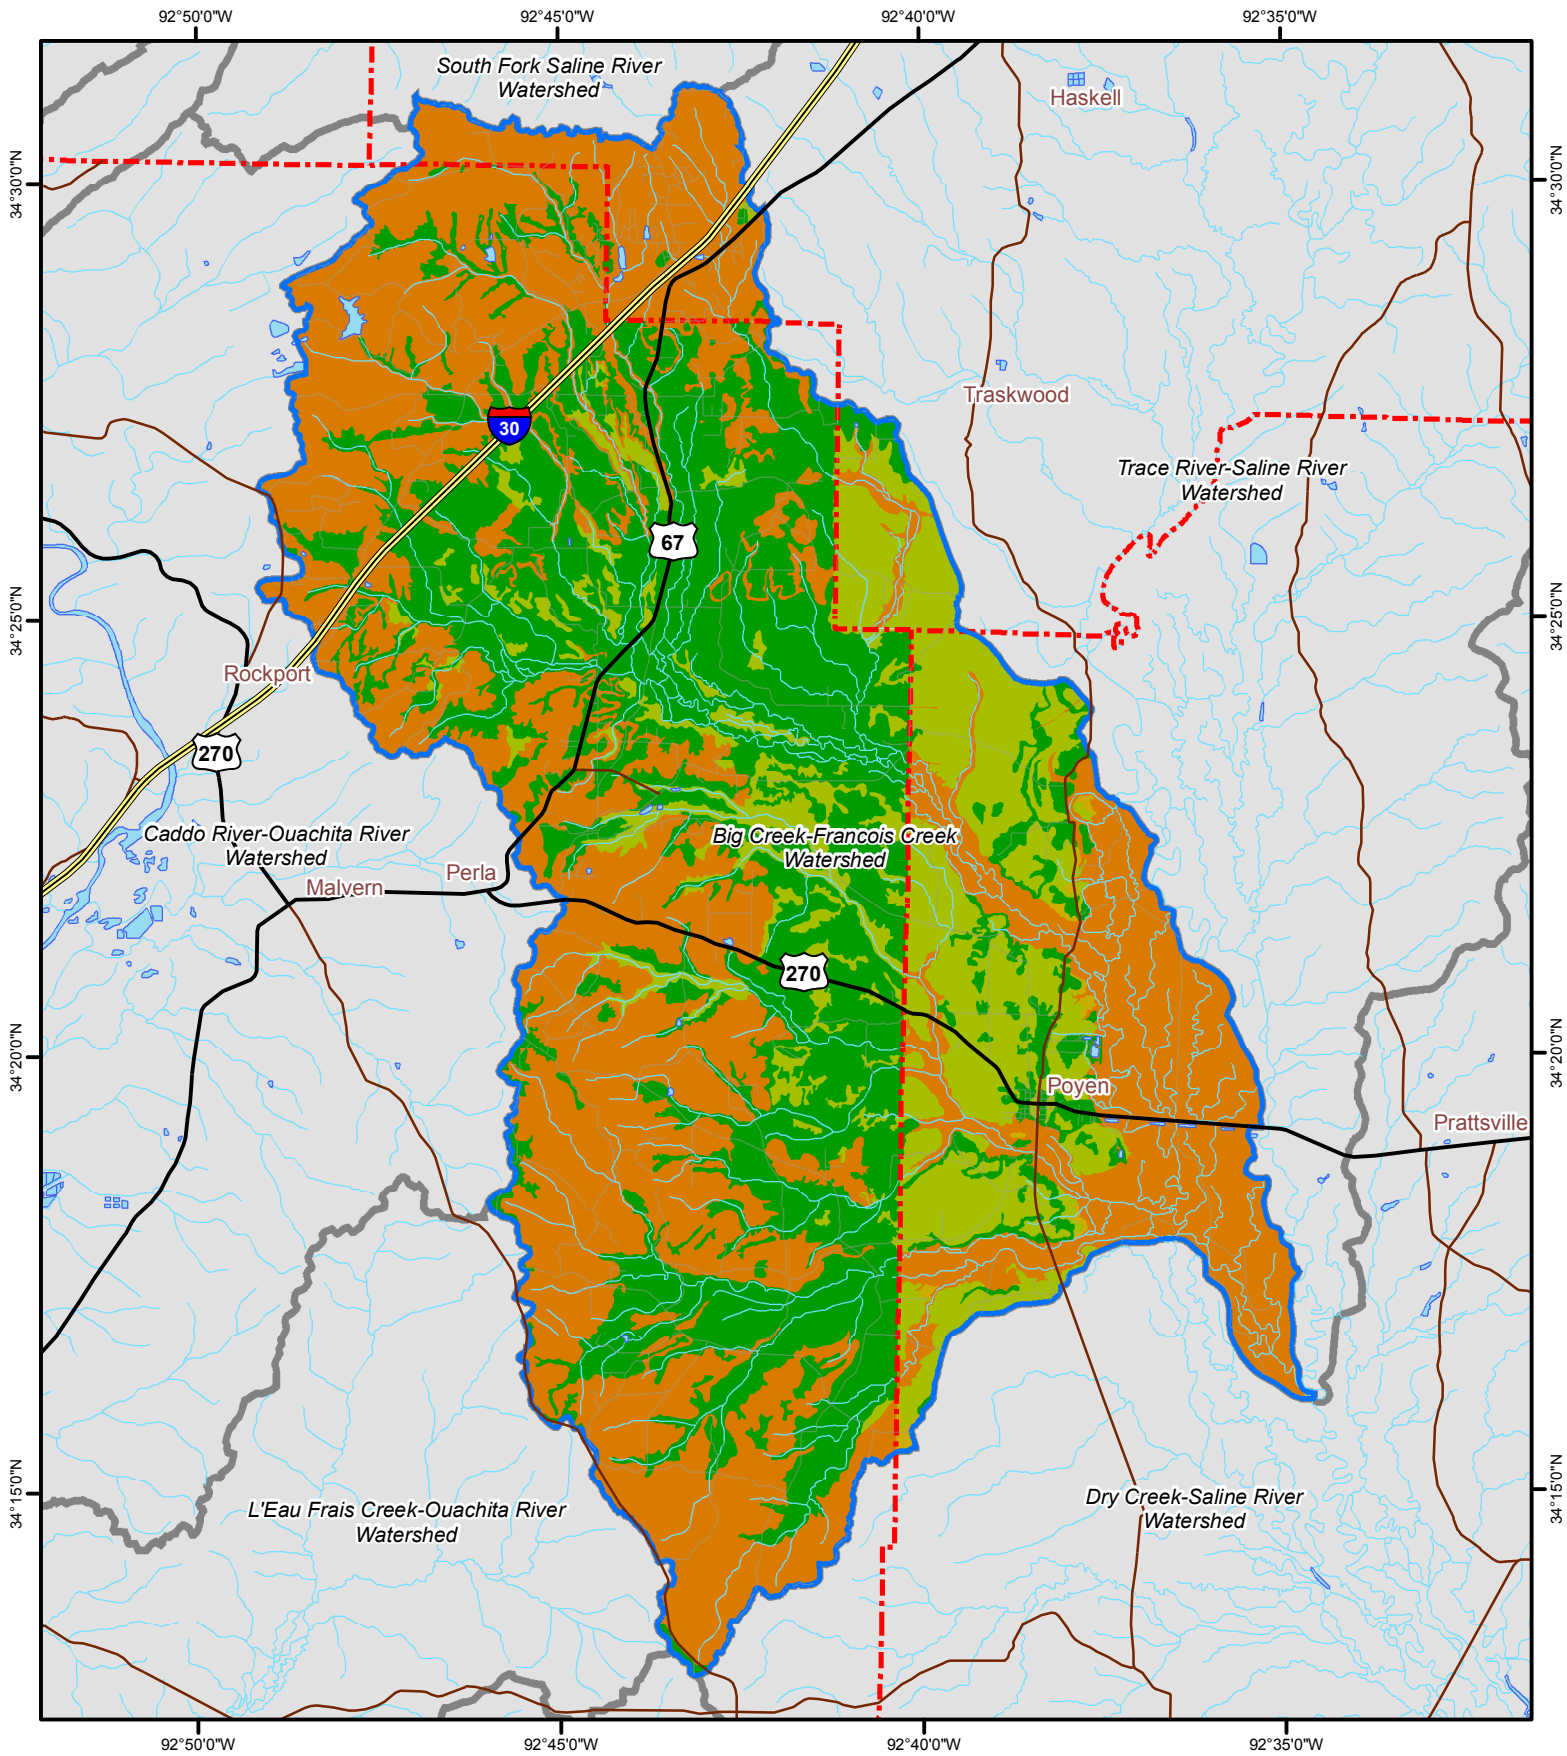 92°50'0"W
92°45'0"W
92°40'0"W
92°35'0"W
South Fork Saline River
Watershed
Haskell
34°30'0"N
34°30'0"N
Traskwood
30
Trace River-Saline River
Watershed
67
34°25'0"N
34°25'0"N
Rockport
270
Caddo River-Ouachita River
Watershed
Big Creek-Francois Creek
Watershed
Perla
Malvern
270
34°20'0"N
34°20'0"N
Poyen
Prattsville
34°15'0"N
34°15'0"N
L'Eau Frais Creek-Ouachita River
Watershed
Dry Creek-Saline River
Watershed
92°50'0"W
92°45'0"W
92°40'0"W
92°35'0"W